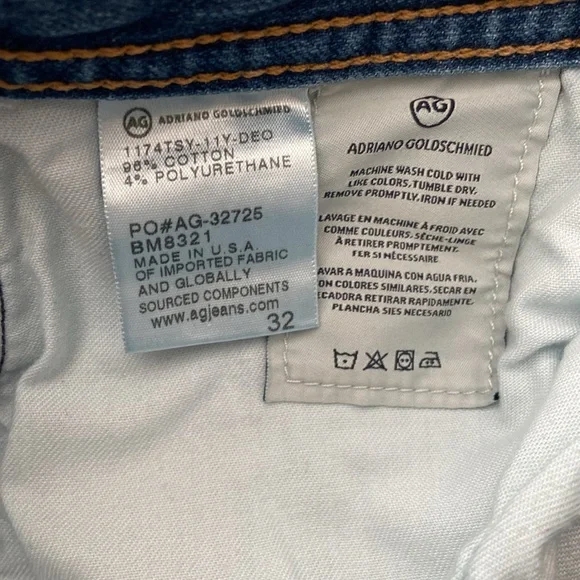 AG ADRIANO GOLDSCHMIED
1174TSY-11Y-DEO
96% COTTON
4% POLYURETHANE
PO#AG-32725
BM8321
MADE IN U.S.A.
OF IMPORTED FABRIC
AND GLOBALLY
SOURCED COMPONENTS
www.agjeans.com
32
AG
ADRIANO GOLDSCHMIED
MACHINE WASH COLD WITH
LIKE COLORS. TUMBLE DRY.
REMOVE PROMPTLY. IRON IF NEEDED
LAVAGE EN MACHINE À FROID AVEC
COMME COULEURS. SÈCHE-LINGE
À RETIRER PROMPTEMENT.
FER SI NÉCESSAIRE
AVAR A MAQUINA CON AGUA FRIA.
ON COLORES SIMILARES. SECAR EN
ECADORA RETIRAR RAPIDAMENTE.
PLANCHA SIES NECESARIO